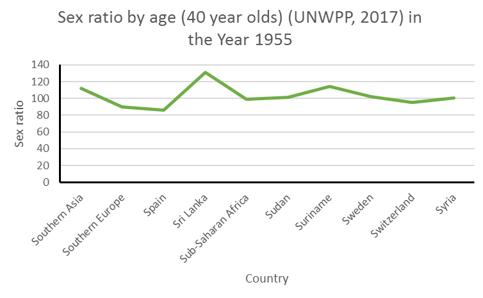 Sex ratio by age (40 year olds) (UNWPP, 2017) in
the Year 1955
140
120
100
80
60
40
20
0
Sex ratio
Southern Asia
Southern Europe
Spain
Sri Lanka
Sub-Saharan Africa
Sudan
Suriname
Sweden
Switzerland
Syria
Country